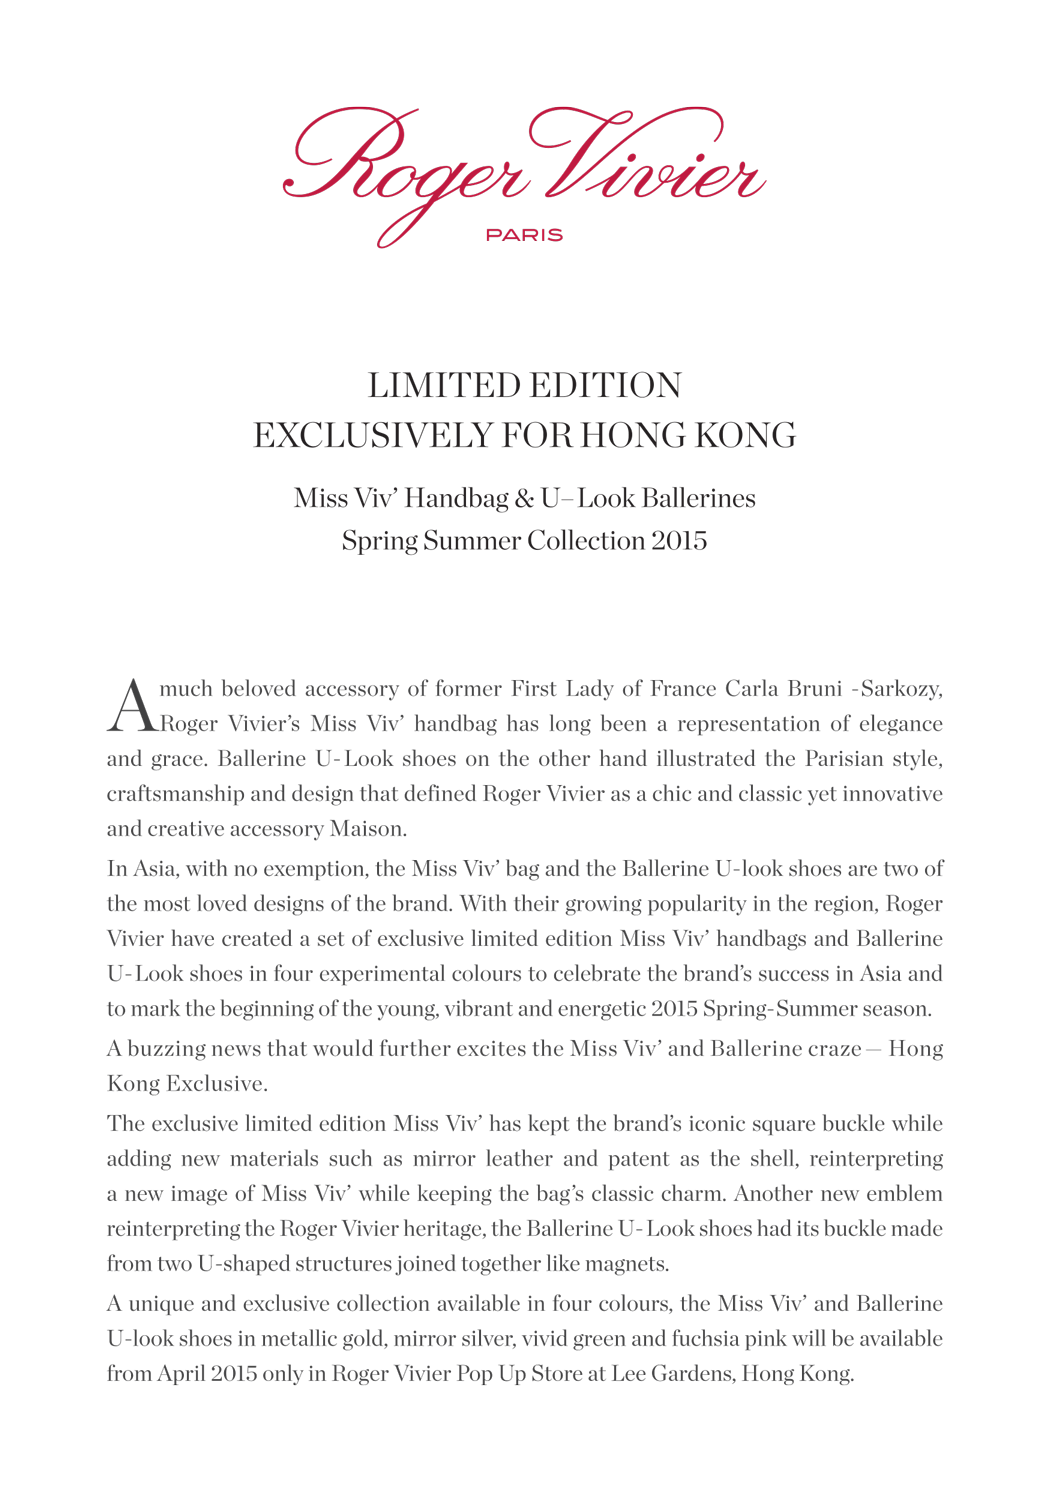 Roger Vivier
PARIS
LIMITED EDITION
EXCLUSIVELY FOR HONG KONG
Miss Viv’ Handbag & U–Look Ballerines
Spring Summer Collection 2015
A much beloved accessory of former First Lady of France Carla Bruni -Sarkozy,
Roger Vivier’s Miss Viv’ handbag has long been a representation of elegance
and grace. Ballerine U-Look shoes on the other hand illustrated the Parisian style,
craftsmanship and design that defined Roger Vivier as a chic and classic yet innovative
and creative accessory Maison.
In Asia, with no exemption, the Miss Viv’ bag and the Ballerine U-look shoes are two of
the most loved designs of the brand. With their growing popularity in the region, Roger
Vivier have created a set of exclusive limited edition Miss Viv’ handbags and Ballerine
U-Look shoes in four experimental colours to celebrate the brand’s success in Asia and
to mark the beginning of the young, vibrant and energetic 2015 Spring-Summer season.
A buzzing news that would further excites the Miss Viv’ and Ballerine craze – Hong
Kong Exclusive.
The exclusive limited edition Miss Viv’ has kept the brand’s iconic square buckle while
adding new materials such as mirror leather and patent as the shell, reinterpreting
a new image of Miss Viv’ while keeping the bag’s classic charm. Another new emblem
reinterpreting the Roger Vivier heritage, the Ballerine U-Look shoes had its buckle made
from two U-shaped structures joined together like magnets.
A unique and exclusive collection available in four colours, the Miss Viv’ and Ballerine
U-look shoes in metallic gold, mirror silver, vivid green and fuchsia pink will be available
from April 2015 only in Roger Vivier Pop Up Store at Lee Gardens, Hong Kong.